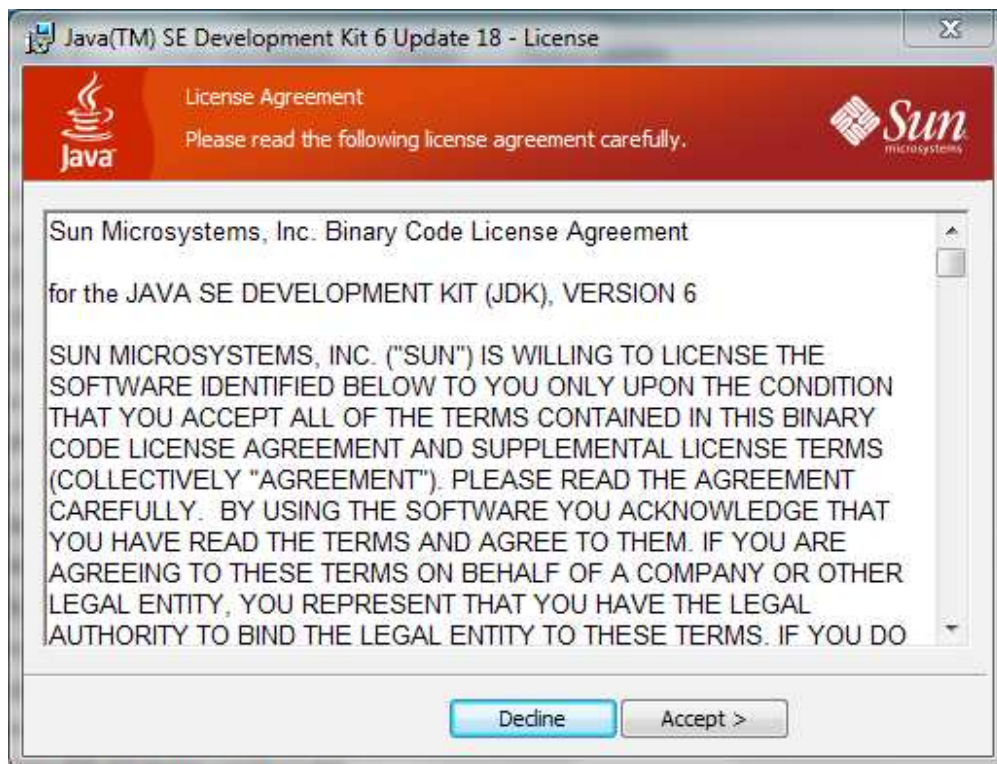 Java(TM) SE Development Kit 6 Update 18 - License
License Agreement
Please read the following license agreement carefully.
Java
Sun
microsystems
Sun Microsystems, Inc. Binary Code License Agreement
for the JAVA SE DEVELOPMENT KIT (JDK), VERSION 6
SUN MICROSYSTEMS, INC. ("SUN") IS WILLING TO LICENSE THE
SOFTWARE IDENTIFIED BELOW TO YOU ONLY UPON THE CONDITION
THAT YOU ACCEPT ALL OF THE TERMS CONTAINED IN THIS BINARY
CODE LICENSE AGREEMENT AND SUPPLEMENTAL LICENSE TERMS
(COLLECTIVELY "AGREEMENT"). PLEASE READ THE AGREEMENT
CAREFULLY.  BY USING THE SOFTWARE YOU ACKNOWLEDGE THAT
YOU HAVE READ THE TERMS AND AGREE TO THEM. IF YOU ARE
AGREEING TO THESE TERMS ON BEHALF OF A COMPANY OR OTHER
LEGAL ENTITY, YOU REPRESENT THAT YOU HAVE THE LEGAL
AUTHORITY TO BIND THE LEGAL ENTITY TO THESE TERMS. IF YOU DO
Decline
Accept >